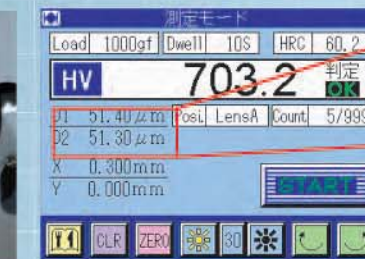 測定モード
Load 1000gf Dwell 10S HRC 60.2
HV 703.2 判定 OK
D1 51.40μm Posi. LensA Count 5/999
D2 51.30μm
X 0.300mm
Y 0.000mm
START
CLR ZERO 30